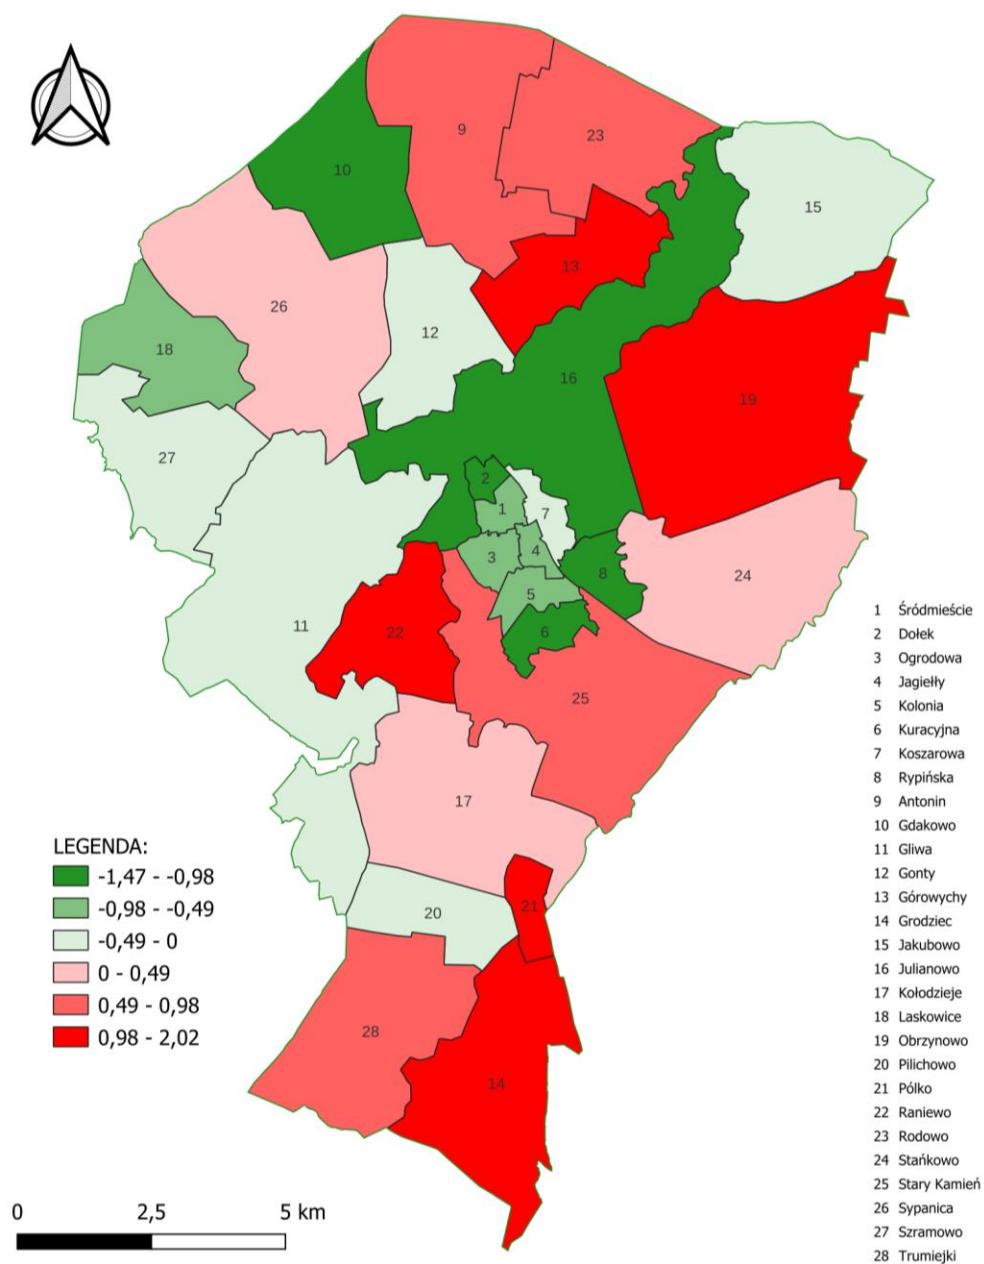 9
23
10
15
13
26
12
18
16
19
27
2
1
7
3
4
8
24
5
11
22
6
25
17
20
21
28
14
LEGENDA:
-1,47 - -0,98
-0,98 - -0,49
-0,49 - 0
0 - 0,49
0,49 - 0,98
0,98 - 2,02
0 2,5 5 km
1 Śródmieście
2 Dołek
3 Ogrodowa
4 Jagiełły
5 Kolonia
6 Kuracyjna
7 Koszarowa
8 Rypińska
9 Antonin
10 Gdakowo
11 Gliwa
12 Gonty
13 Górowychy
14 Grodziec
15 Jakubowo
16 Julianowo
17 Kołodzieje
18 Laskowice
19 Obrzynowo
20 Pilichowo
21 Pólko
22 Raniewo
23 Rodowo
24 Stańkowo
25 Stary Kamień
26 Sypanica
27 Szramowo
28 Trumiejki